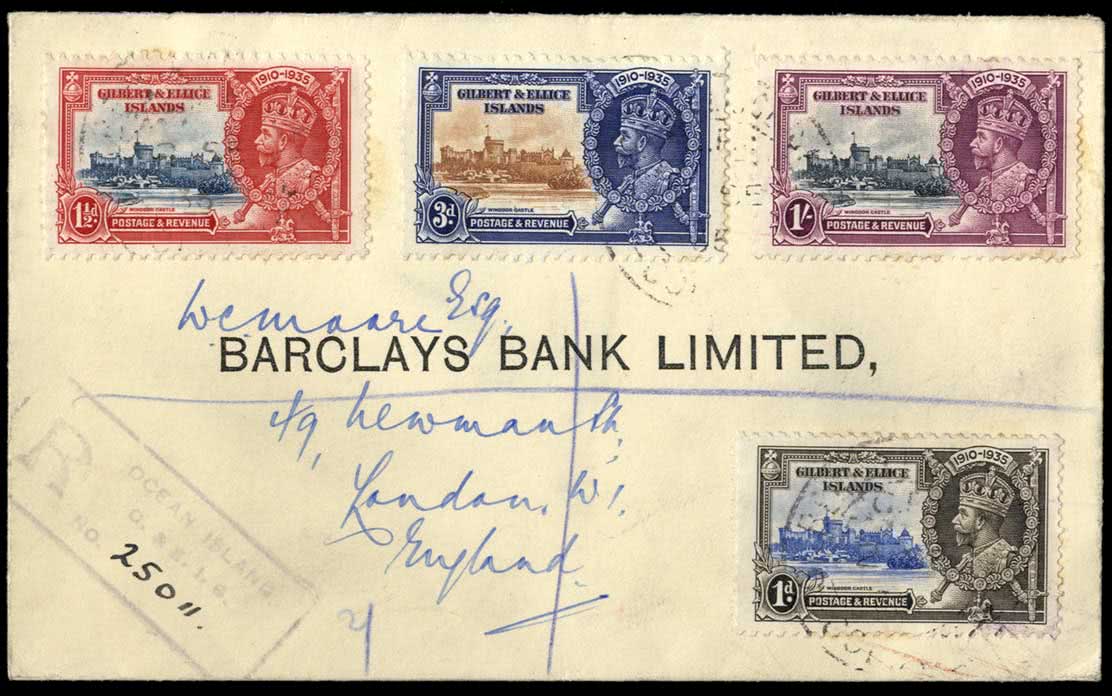 1910-1935
GILBERT & ELLICE
ISLANDS
1½d
WINDSOR CASTLE
POSTAGE & REVENUE
1910-1935
GILBERT & ELLICE
ISLANDS
3d
WINDSOR CASTLE
POSTAGE & REVENUE
1910-1935
GILBERT & ELLICE
ISLANDS
1/-
WINDSOR CASTLE
POSTAGE & REVENUE
Wcmoore Esq,
BARCLAYS BANK LIMITED,
49, Newman St,
London, W1,
England.
R
OCEAN ISLAND
G. & E. I. C.
NO. 25011.
1910-1935
GILBERT & ELLICE
ISLANDS
1d.
WINDSOR CASTLE
POSTAGE & REVENUE